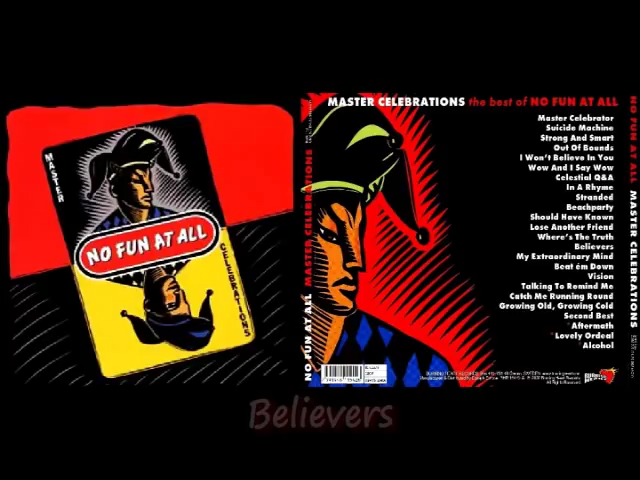 MASTER
NO FUN AT ALL
CELEBRATIONS
NO FUN AT ALL MASTER CELEBRATIONS
MASTER CELEBRATIONS the best of NO FUN AT ALL
Master Celebrator
Suicide Machine
Strong And Smart
Out Of Bounds
I Won't Believe In You
Wow And I Say Wow
Celestial Q&A
In A Rhyme
Stranded
Beachparty
Should Have Known
Lose Another Friend
Where's The Truth
Believers
My Extraordinary Mind
Beat ém Down
Vision
Talking To Remind Me
Catch Me Running Round
Growing Old, Growing Cold
Second Best
*Aftermath
*Lovely Ordeal
*Alcohol
NO FUN AT ALL MASTER CELEBRATIONS
Believers